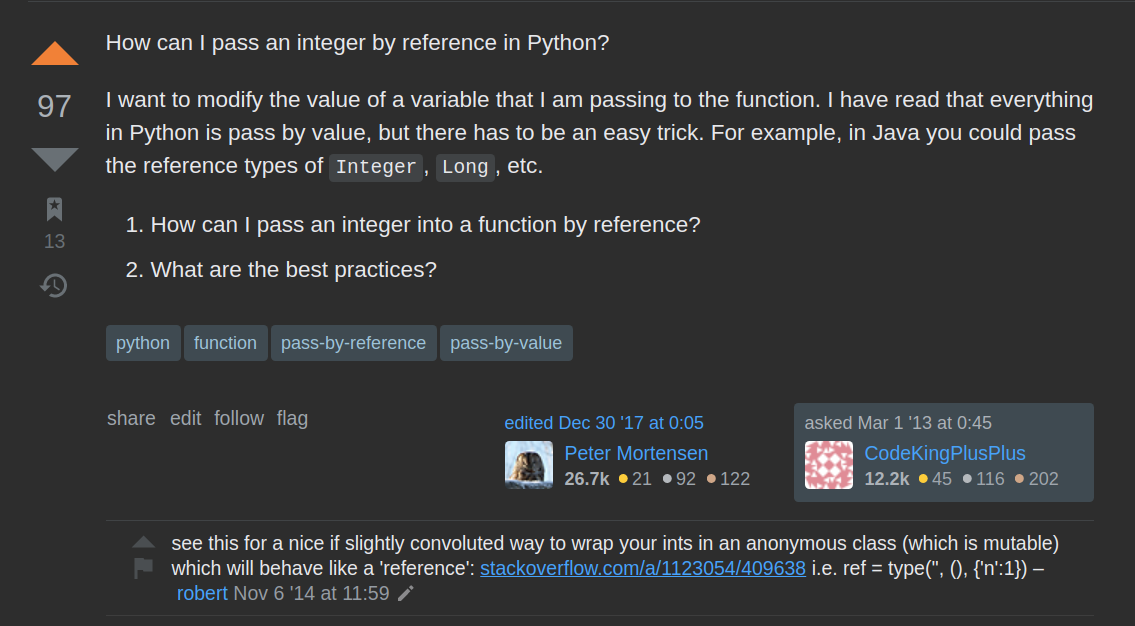 How can I pass an integer by reference in Python?
97
I want to modify the value of a variable that I am passing to the function. I have read that everything
in Python is pass by value, but there has to be an easy trick. For example, in Java you could pass
the reference types of Integer, Long, etc.
13
1. How can I pass an integer into a function by reference?
2. What are the best practices?
python function pass-by-reference pass-by-value
share edit follow flag
edited Dec 30 '17 at 0:05
Peter Mortensen
26.7k 21 92 122
asked Mar 1 '13 at 0:45
CodeKingPlusPlus
12.2k 45 116 202
see this for a nice if slightly convoluted way to wrap your ints in an anonymous class (which is mutable)
which will behave like a 'reference': stackoverflow.com/a/1123054/409638 i.e. ref = type('', (), {'n':1}) –
robert Nov 6 '14 at 11:59